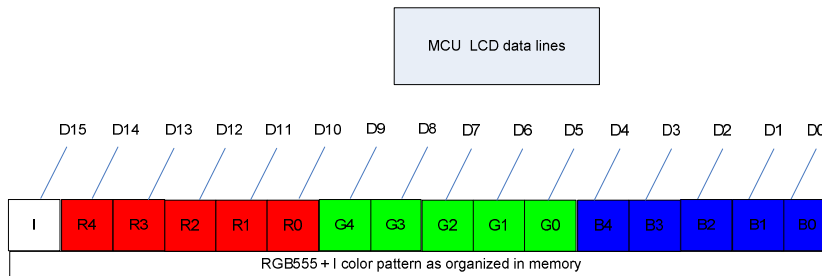 MCU LCD data lines
D15 D14 D13 D12 D11 D10 D9 D8 D7 D6 D5 D4 D3 D2 D1 D0
I R4 R3 R2 R1 R0 G4 G3 G2 G1 G0 B4 B3 B2 B1 B0
RGB555 + I color pattern as organized in memory